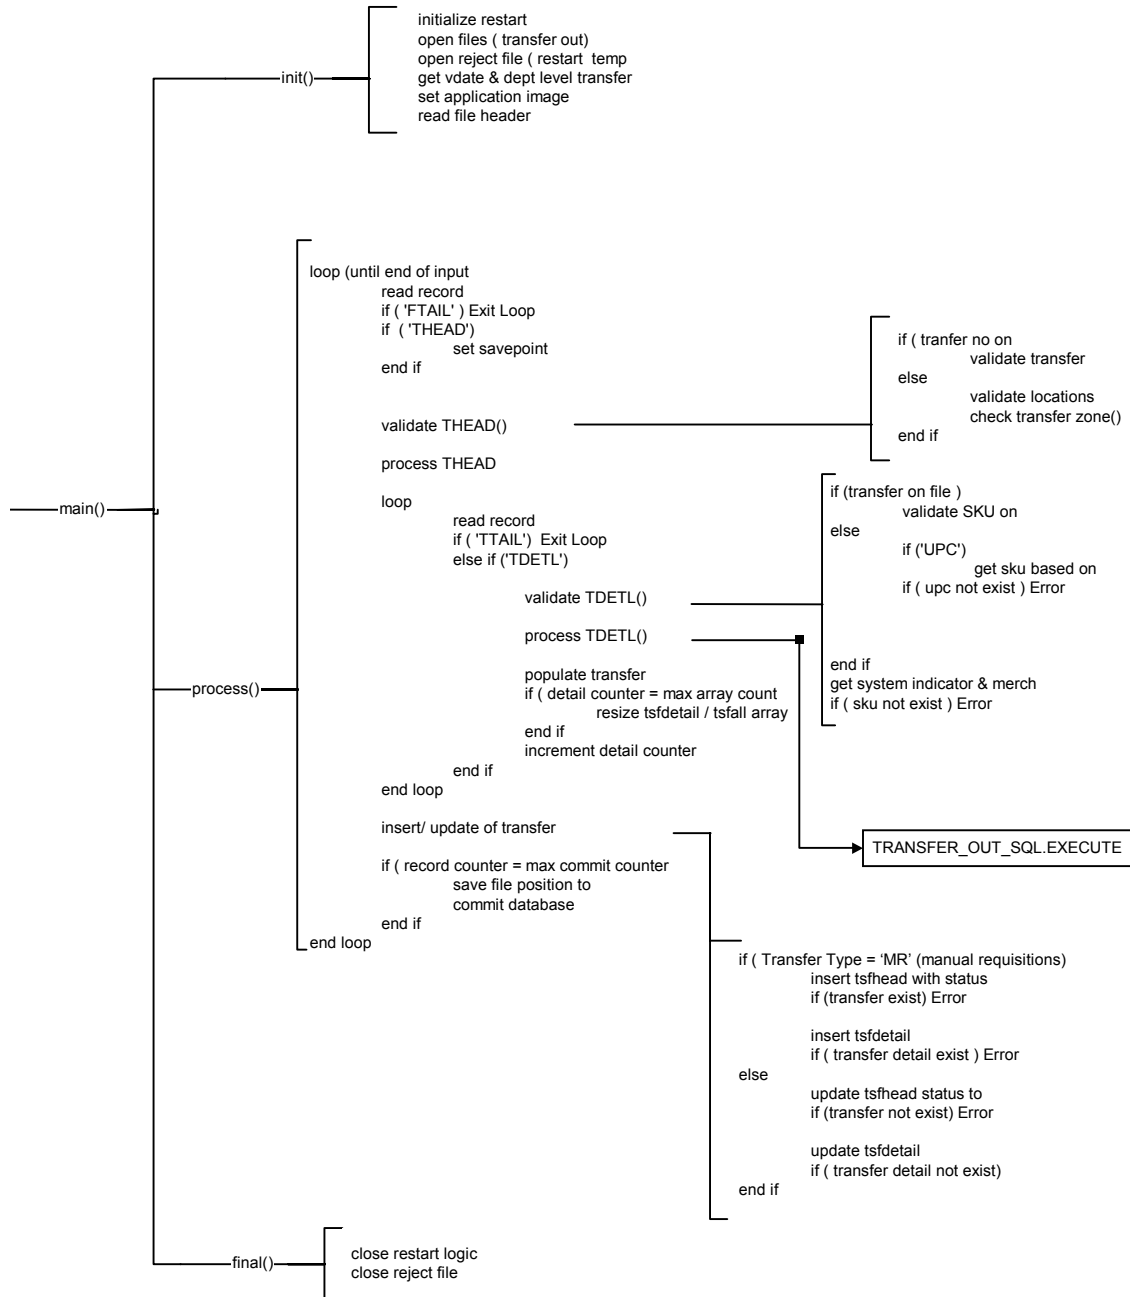 initialize restart
open files ( transfer out)
open reject file ( restart temp
get vdate & dept level transfer
set application image
read file header
init()
loop (until end of input
read record
if ( 'FTAIL' ) Exit Loop
if ( 'THEAD')
set savepoint
end if
validate THEAD()
process THEAD
loop
read record
if ( 'TTAIL') Exit Loop
else if ('TDETL')
validate TDETL()
process TDETL()
populate transfer
if ( detail counter = max array count
resize tsfdetail / tsfall array
end if
increment detail counter
end if
end loop
insert/ update of transfer
if ( record counter = max commit counter
save file position to
commit database
end if
end loop
if ( tranfer no on
validate transfer
else
validate locations
check transfer zone()
end if
if (transfer on file )
validate SKU on
else
if ('UPC')
get sku based on
if ( upc not exist ) Error
end if
get system indicator & merch
if ( sku not exist ) Error
main()
process()
TRANSFER_OUT_SQL.EXECUTE
if ( Transfer Type = ‘MR’ (manual requisitions)
insert tsfhead with status
if (transfer exist) Error
insert tsfdetail
if ( transfer detail exist ) Error
else
update tsfhead status to
if (transfer not exist) Error
update tsfdetail
if ( transfer detail not exist)
end if
final()
close restart logic
close reject file